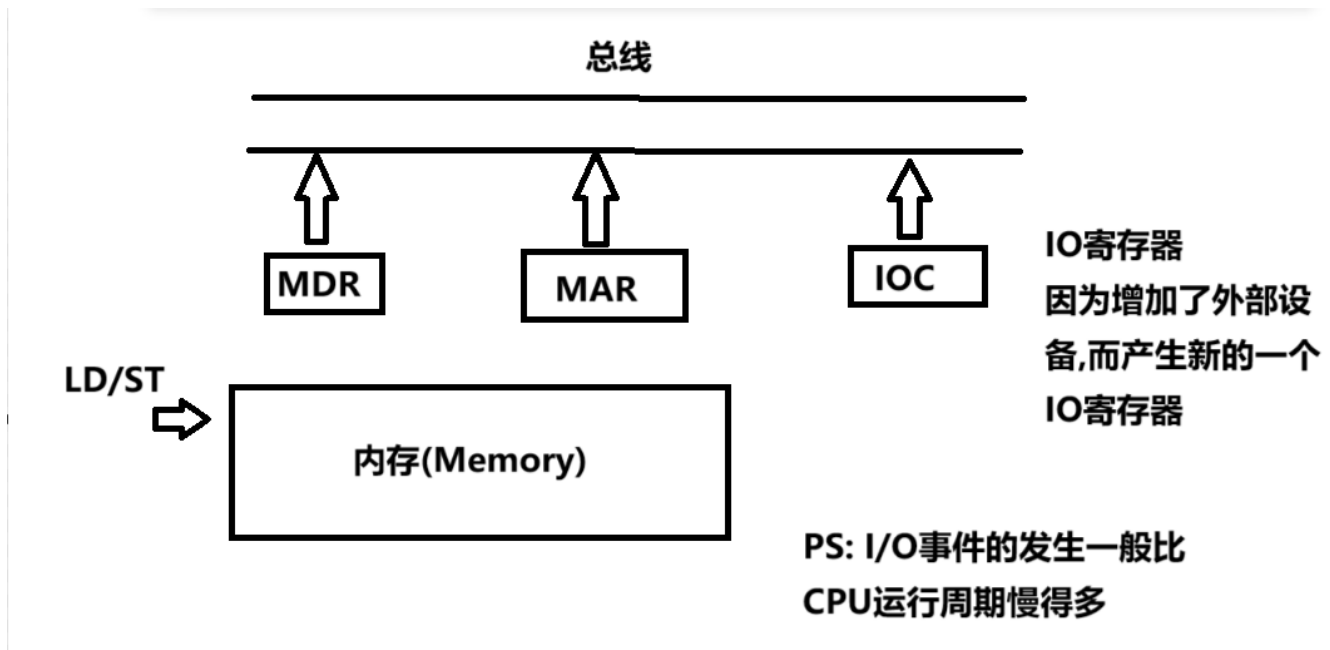 总线
MDR
MAR
IOC
IO寄存器
因为增加了外部设
备,而产生新的一个
IO寄存器
LD/ST
内存(Memory)
PS: I/O事件的发生一般比
CPU运行周期慢得多